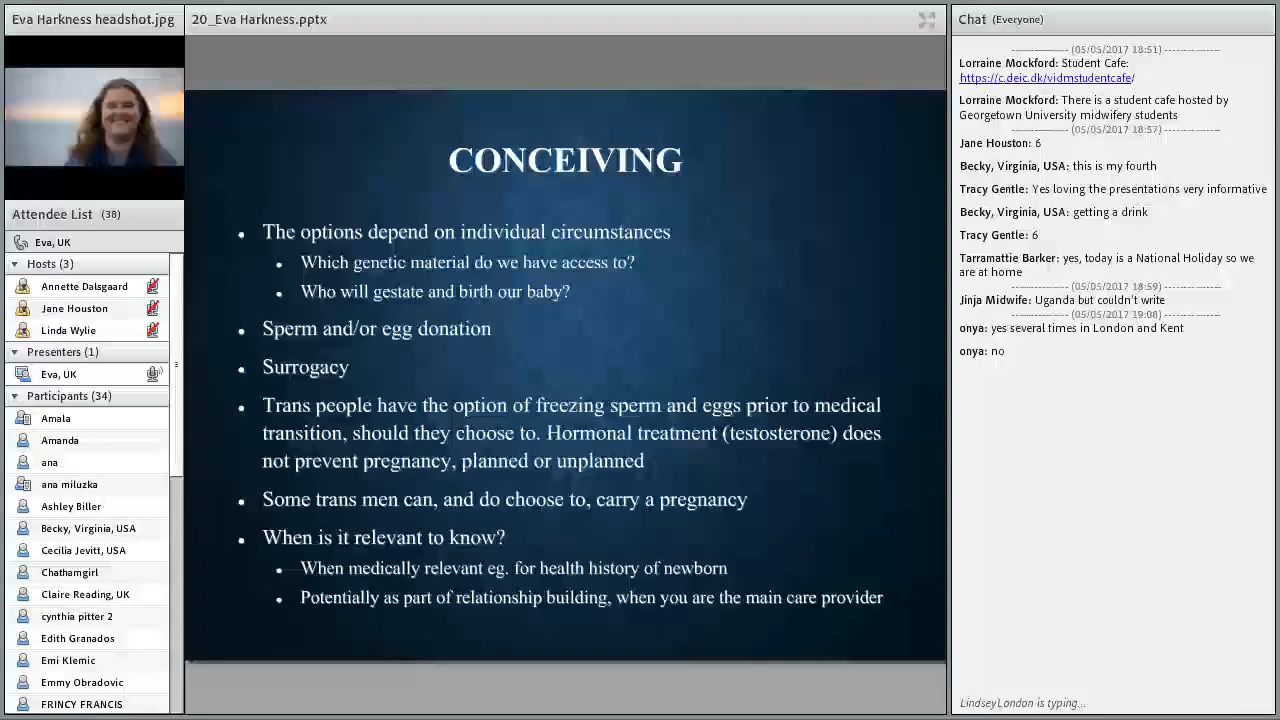 Eva Harkness headshot.jpg
20_Eva Harkness.pptx
Chat (Everyone)
Attendee List (38)
Eva, UK
Hosts (3)
Annette Dalsgaard
Jane Houston
Linda Wylie
Presenters (1)
Eva, UK
Participants (34)
Amala
Amanda
ana
ana miluzka
Ashley Biller
Becky, Virginia, USA
Cecilia Jevitt, USA
Chathamgirl
Claire Reading, UK
cynthia pitter 2
Edith Granados
Emi Klemic
Emmy Obradovic
FRINCY FRANCIS
CONCEIVING
The options depend on individual circumstances
Which genetic material do we have access to?
Who will gestate and birth our baby?
Sperm and/or egg donation
Surrogacy
Trans people have the option of freezing sperm and eggs prior to medical
transition, should they choose to. Hormonal treatment (testosterone) does
not prevent pregnancy, planned or unplanned
Some trans men can, and do choose to, carry a pregnancy
When is it relevant to know?
When medically relevant eg. for health history of newborn
Potentially as part of relationship building, when you are the main care provider
---------------- (05/05/2017 18:51) ----------------
Lorraine Mockford: Student Cafe:
https://c.deic.dk/vidmstudentcafe/
Lorraine Mockford: There is a student cafe hosted by
Georgetown University midwifery students
---------------- (05/05/2017 18:57) ----------------
Jane Houston: 6
Becky, Virginia, USA: this is my fourth
Tracy Gentle: Yes loving the presentations very informative
Becky, Virginia, USA: getting a drink
Tracy Gentle: 6
Tarramattie Barker: yes, today is a National Holiday so we
are at home
---------------- (05/05/2017 18:59) ----------------
Jinja Midwife: Uganda but couldn't write
---------------- (05/05/2017 19:08) ----------------
onya: yes several times in London and Kent
onya: no
LindseyLondon is typing...